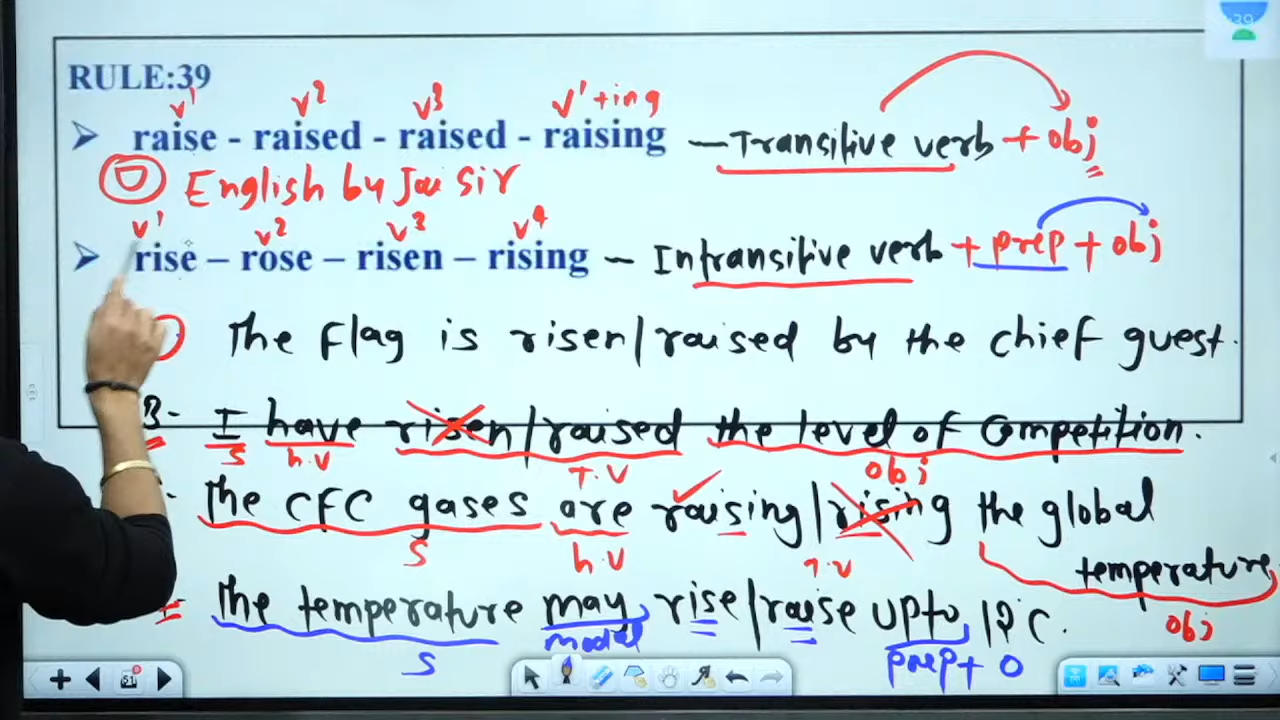 RULE:39
v1 v2 v3 v1+ing
➤ raise - raised - raised - raising — Transitive verb + obj
English by Jai Sir
v1 v2 v3 v4
➤ rise – rose – risen – rising – Intransitive verb + prep + obj
The flag is risen/raised by the chief guest.
3- I have risen/raised the level of Competition.
S h.v T.V obj
The CFC gases are raising/rising the global
temperature
S h.v T.V obj
The temperature may rise/raise upto 12°C.
S modal prep + O